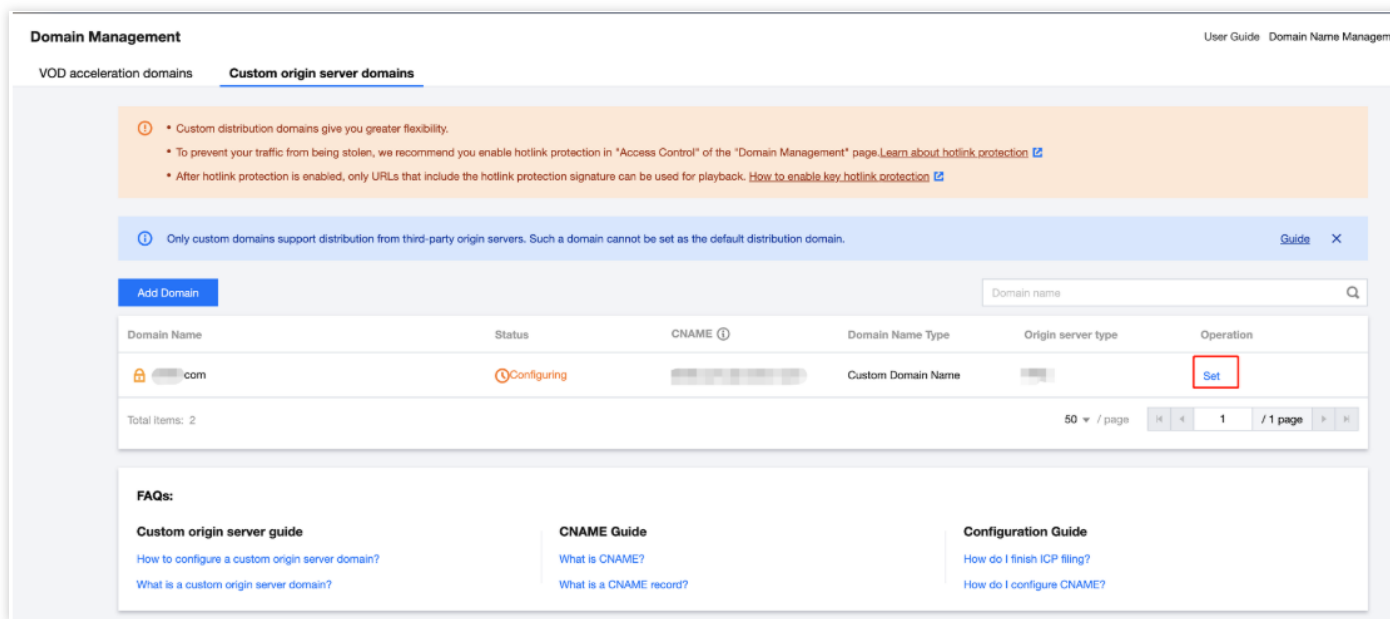 Domain Management
User Guide Domain Name Managem
VOD acceleration domains Custom origin server domains
• Custom distribution domains give you greater flexibility.
• To prevent your traffic from being stolen, we recommend you enable hotlink protection in "Access Control" of the "Domain Management" page.Learn about hotlink protection
• After hotlink protection is enabled, only URLs that include the hotlink protection signature can be used for playback. How to enable key hotlink protection
Only custom domains support distribution from third-party origin servers. Such a domain cannot be set as the default distribution domain. Guide
Add Domain
Domain name
Domain Name Status CNAME Domain Name Type Origin server type Operation
com Configuring Custom Domain Name Set
Total items: 2 50 / page 1 / 1 page
FAQs:
Custom origin server guide CNAME Guide Configuration Guide
How to configure a custom origin server domain? What is CNAME? How do I finish ICP filing?
What is a custom origin server domain? What is a CNAME record? How do I configure CNAME?